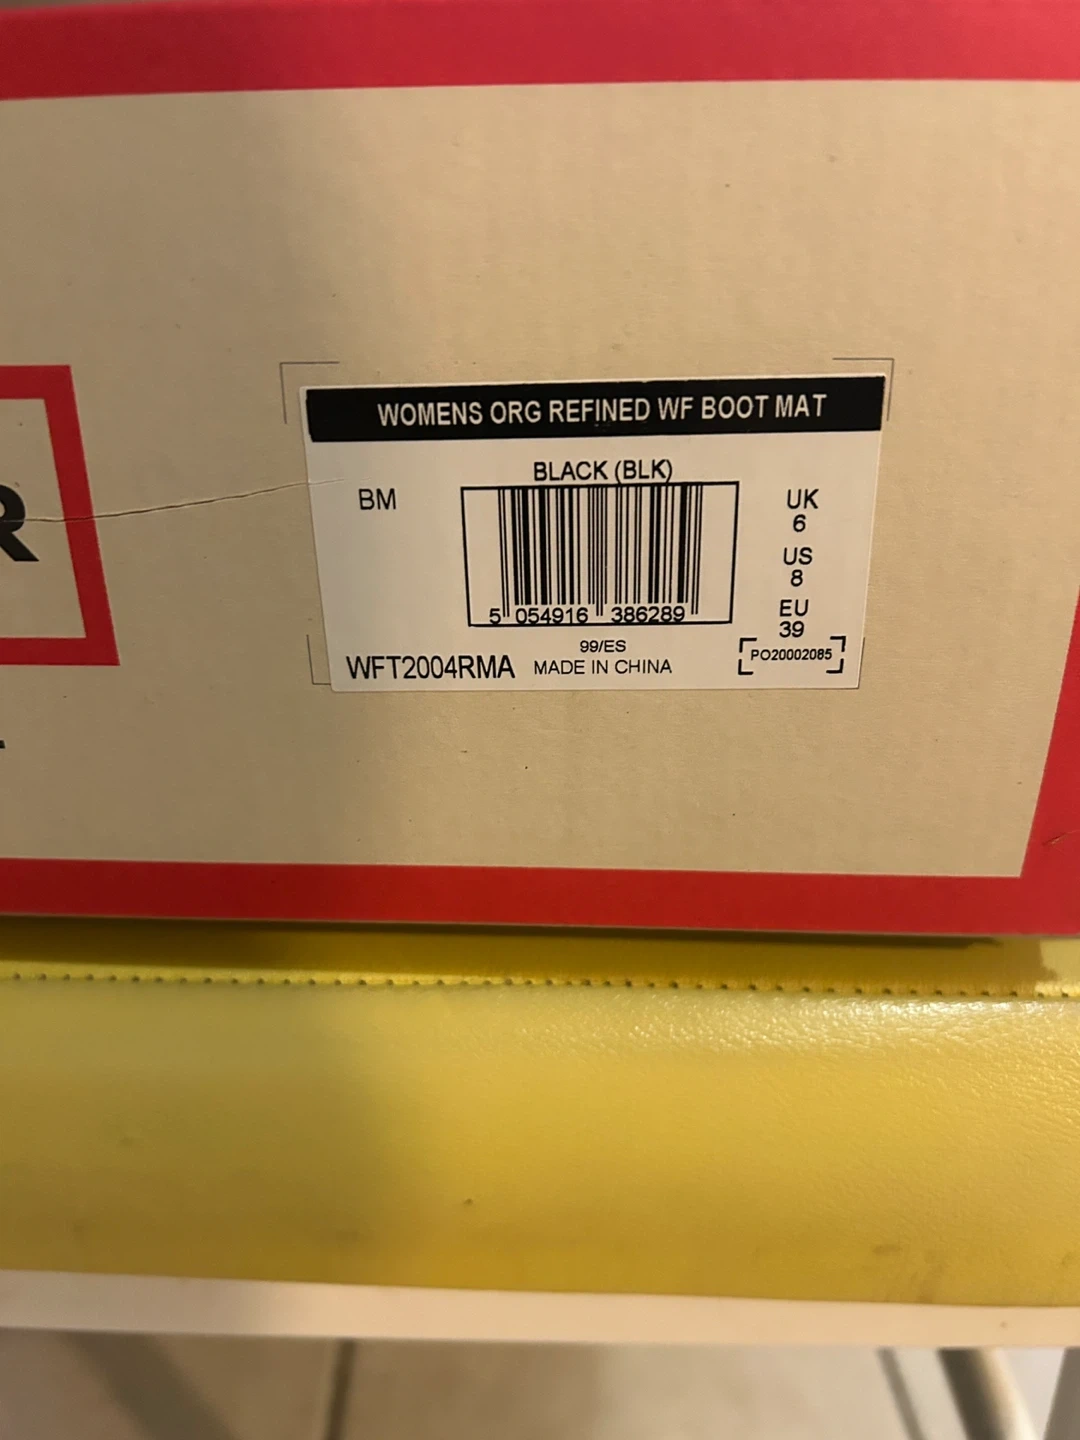 WOMENS ORG REFINED WF BOOT MAT
BLACK (BLK)
BM
UK
6
US
8
EU
39
5 054916 386289
99/ES
PO20002085
WFT2004RMA
MADE IN CHINA
R